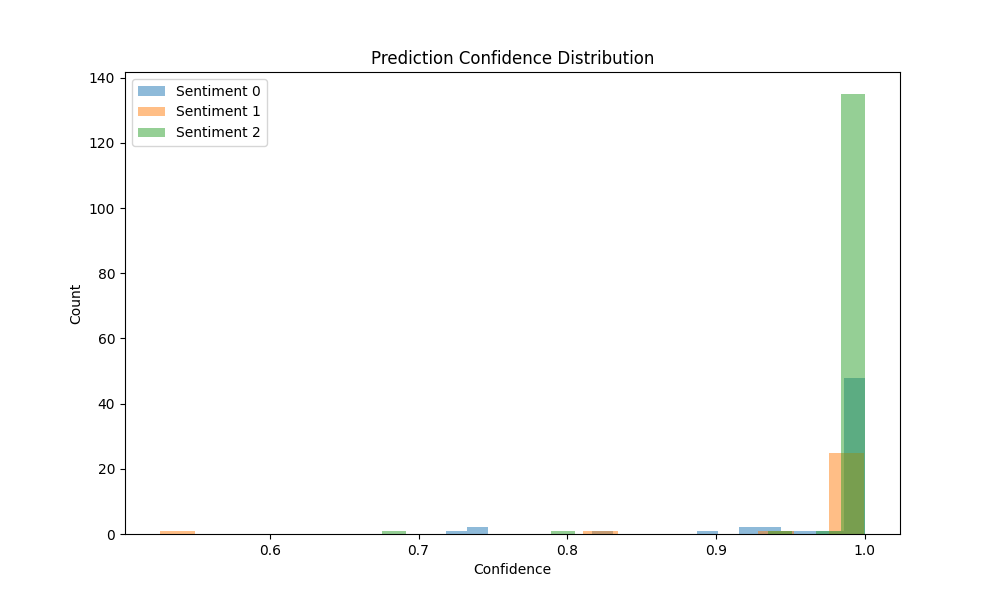 Prediction Confidence Distribution
Sentiment 0
Sentiment 1
Sentiment 2
140
120
100
80
60
40
20
0
Count
0.6 0.7 0.8 0.9 1.0
Confidence